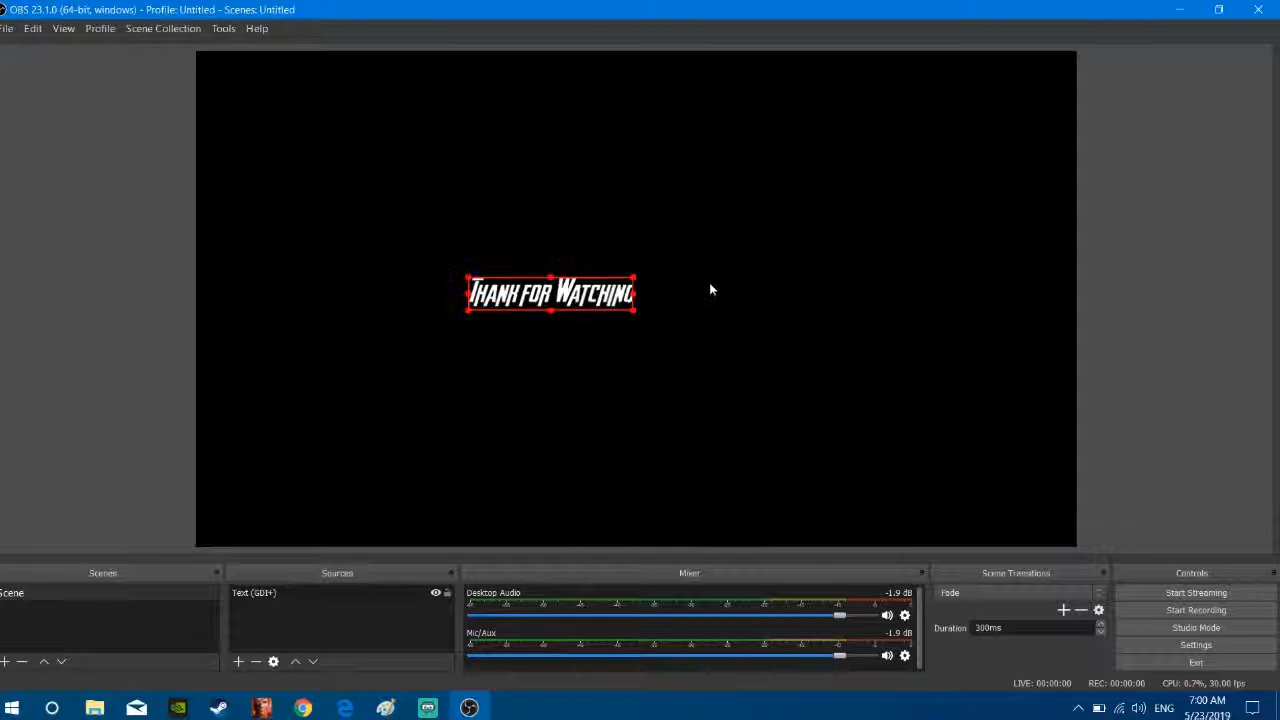 OBS 23.1.0 (64-bit, windows) - Profile: Untitled - Scenes: Untitled
File Edit View Profile Scene Collection Tools Help
Thank for Watching
Scenes Sources Mixer Scene Transitions Controls
Scene
Text (GDI+)
Desktop Audio -1.9 dB
Mic/Aux -1.9 dB
Fade
Duration 300ms
Start Streaming
Start Recording
Studio Mode
Settings
Exit
LIVE: 00:00:00 REC: 00:00:00 CPU: 0.7%, 30.00 fps
ENG
7:00 AM
5/23/2019